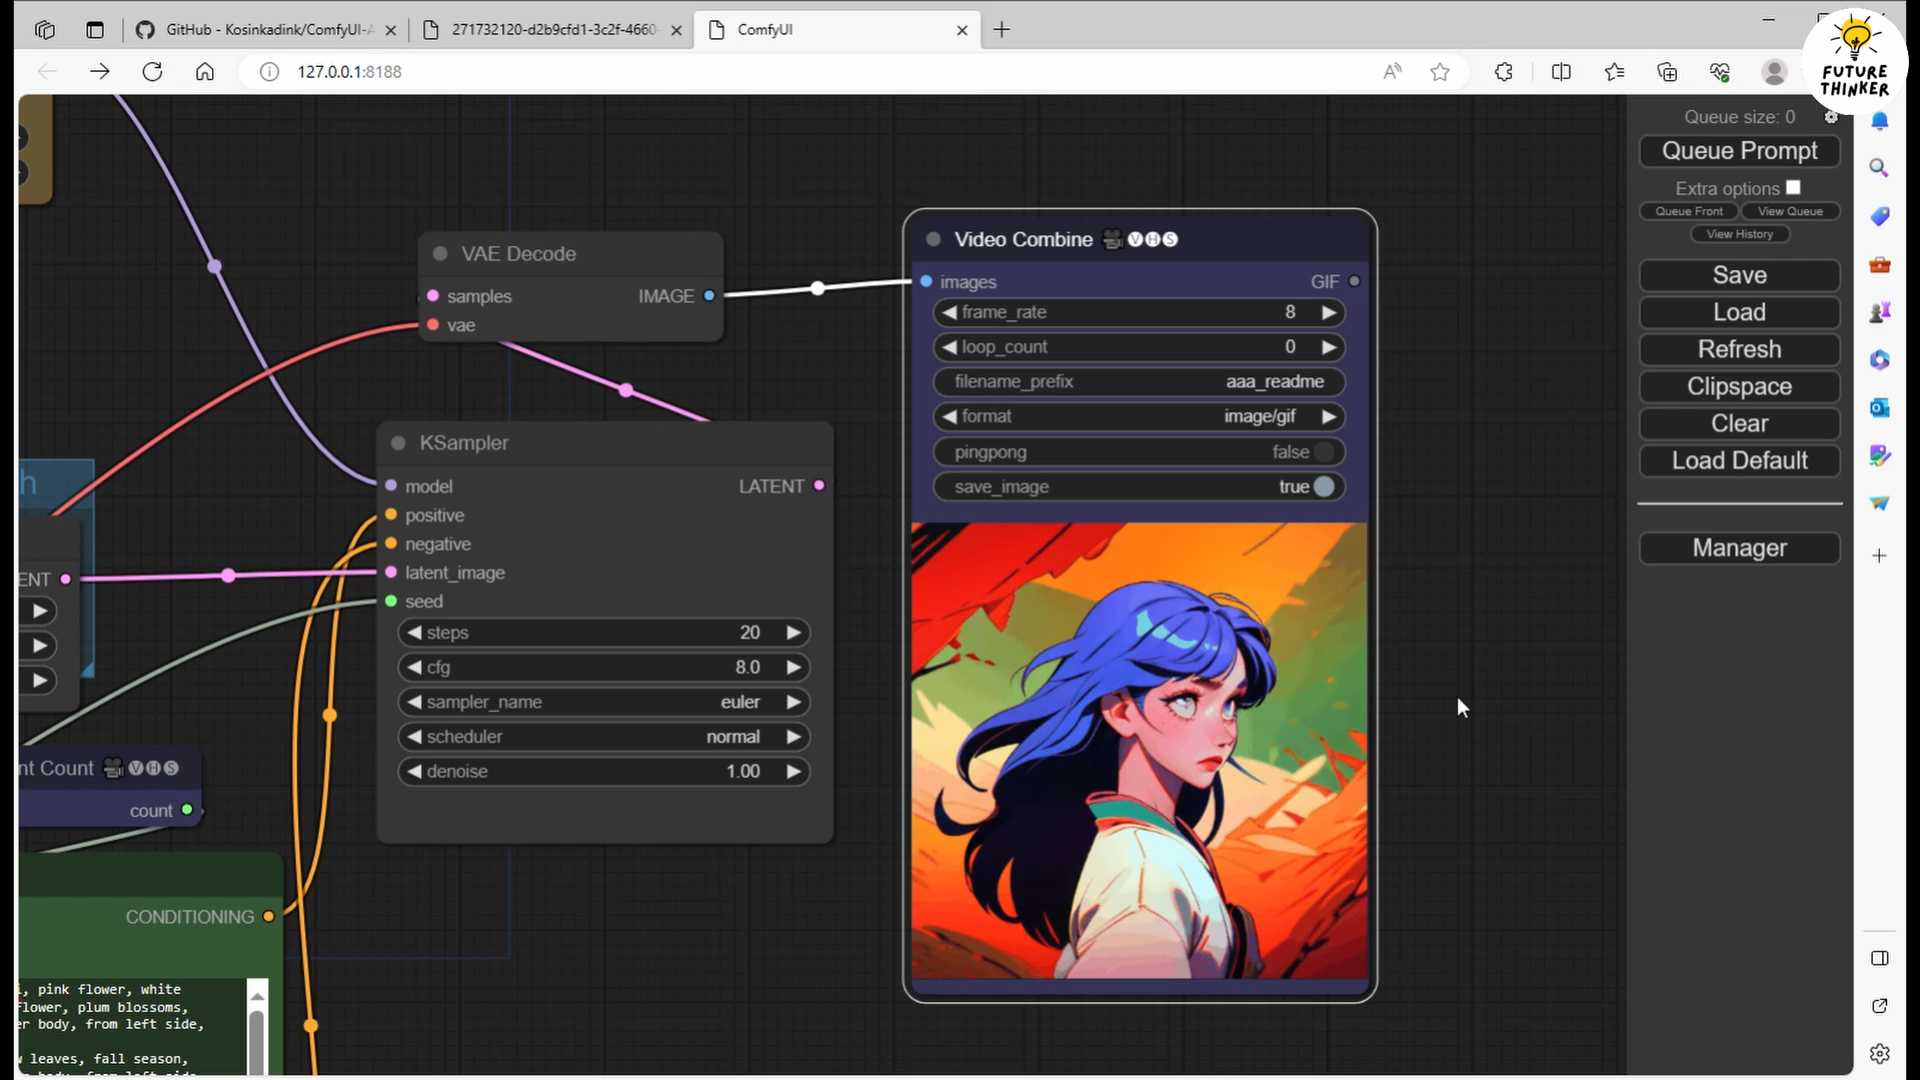 GitHub - Kosinkadink/ComfyUI-A
271732120-d2b9cfd1-3c2f-4660-
ComfyUI
127.0.0.1:8188
FUTURE
THINKER
Queue size: 0
Queue Prompt
Extra options
Queue Front
View Queue
View History
Save
Load
Refresh
Clipspace
Clear
Load Default
Manager
VAE Decode
samples
IMAGE
vae
Video Combine 🎥🅥🅗🅢
images
GIF
frame_rate 8
loop_count 0
filename_prefix aaa_readme
format image/gif
pingpong false
save_image true
KSampler
model
LATENT
positive
negative
latent_image
seed
steps 20
cfg 8.0
sampler_name euler
scheduler normal
denoise 1.00
h
ENT
nt Count 🎥🅥🅗🅢
count
CONDITIONING
i, pink flower, white
flower, plum blossoms,
er body, from left side,
w leaves, fall season,